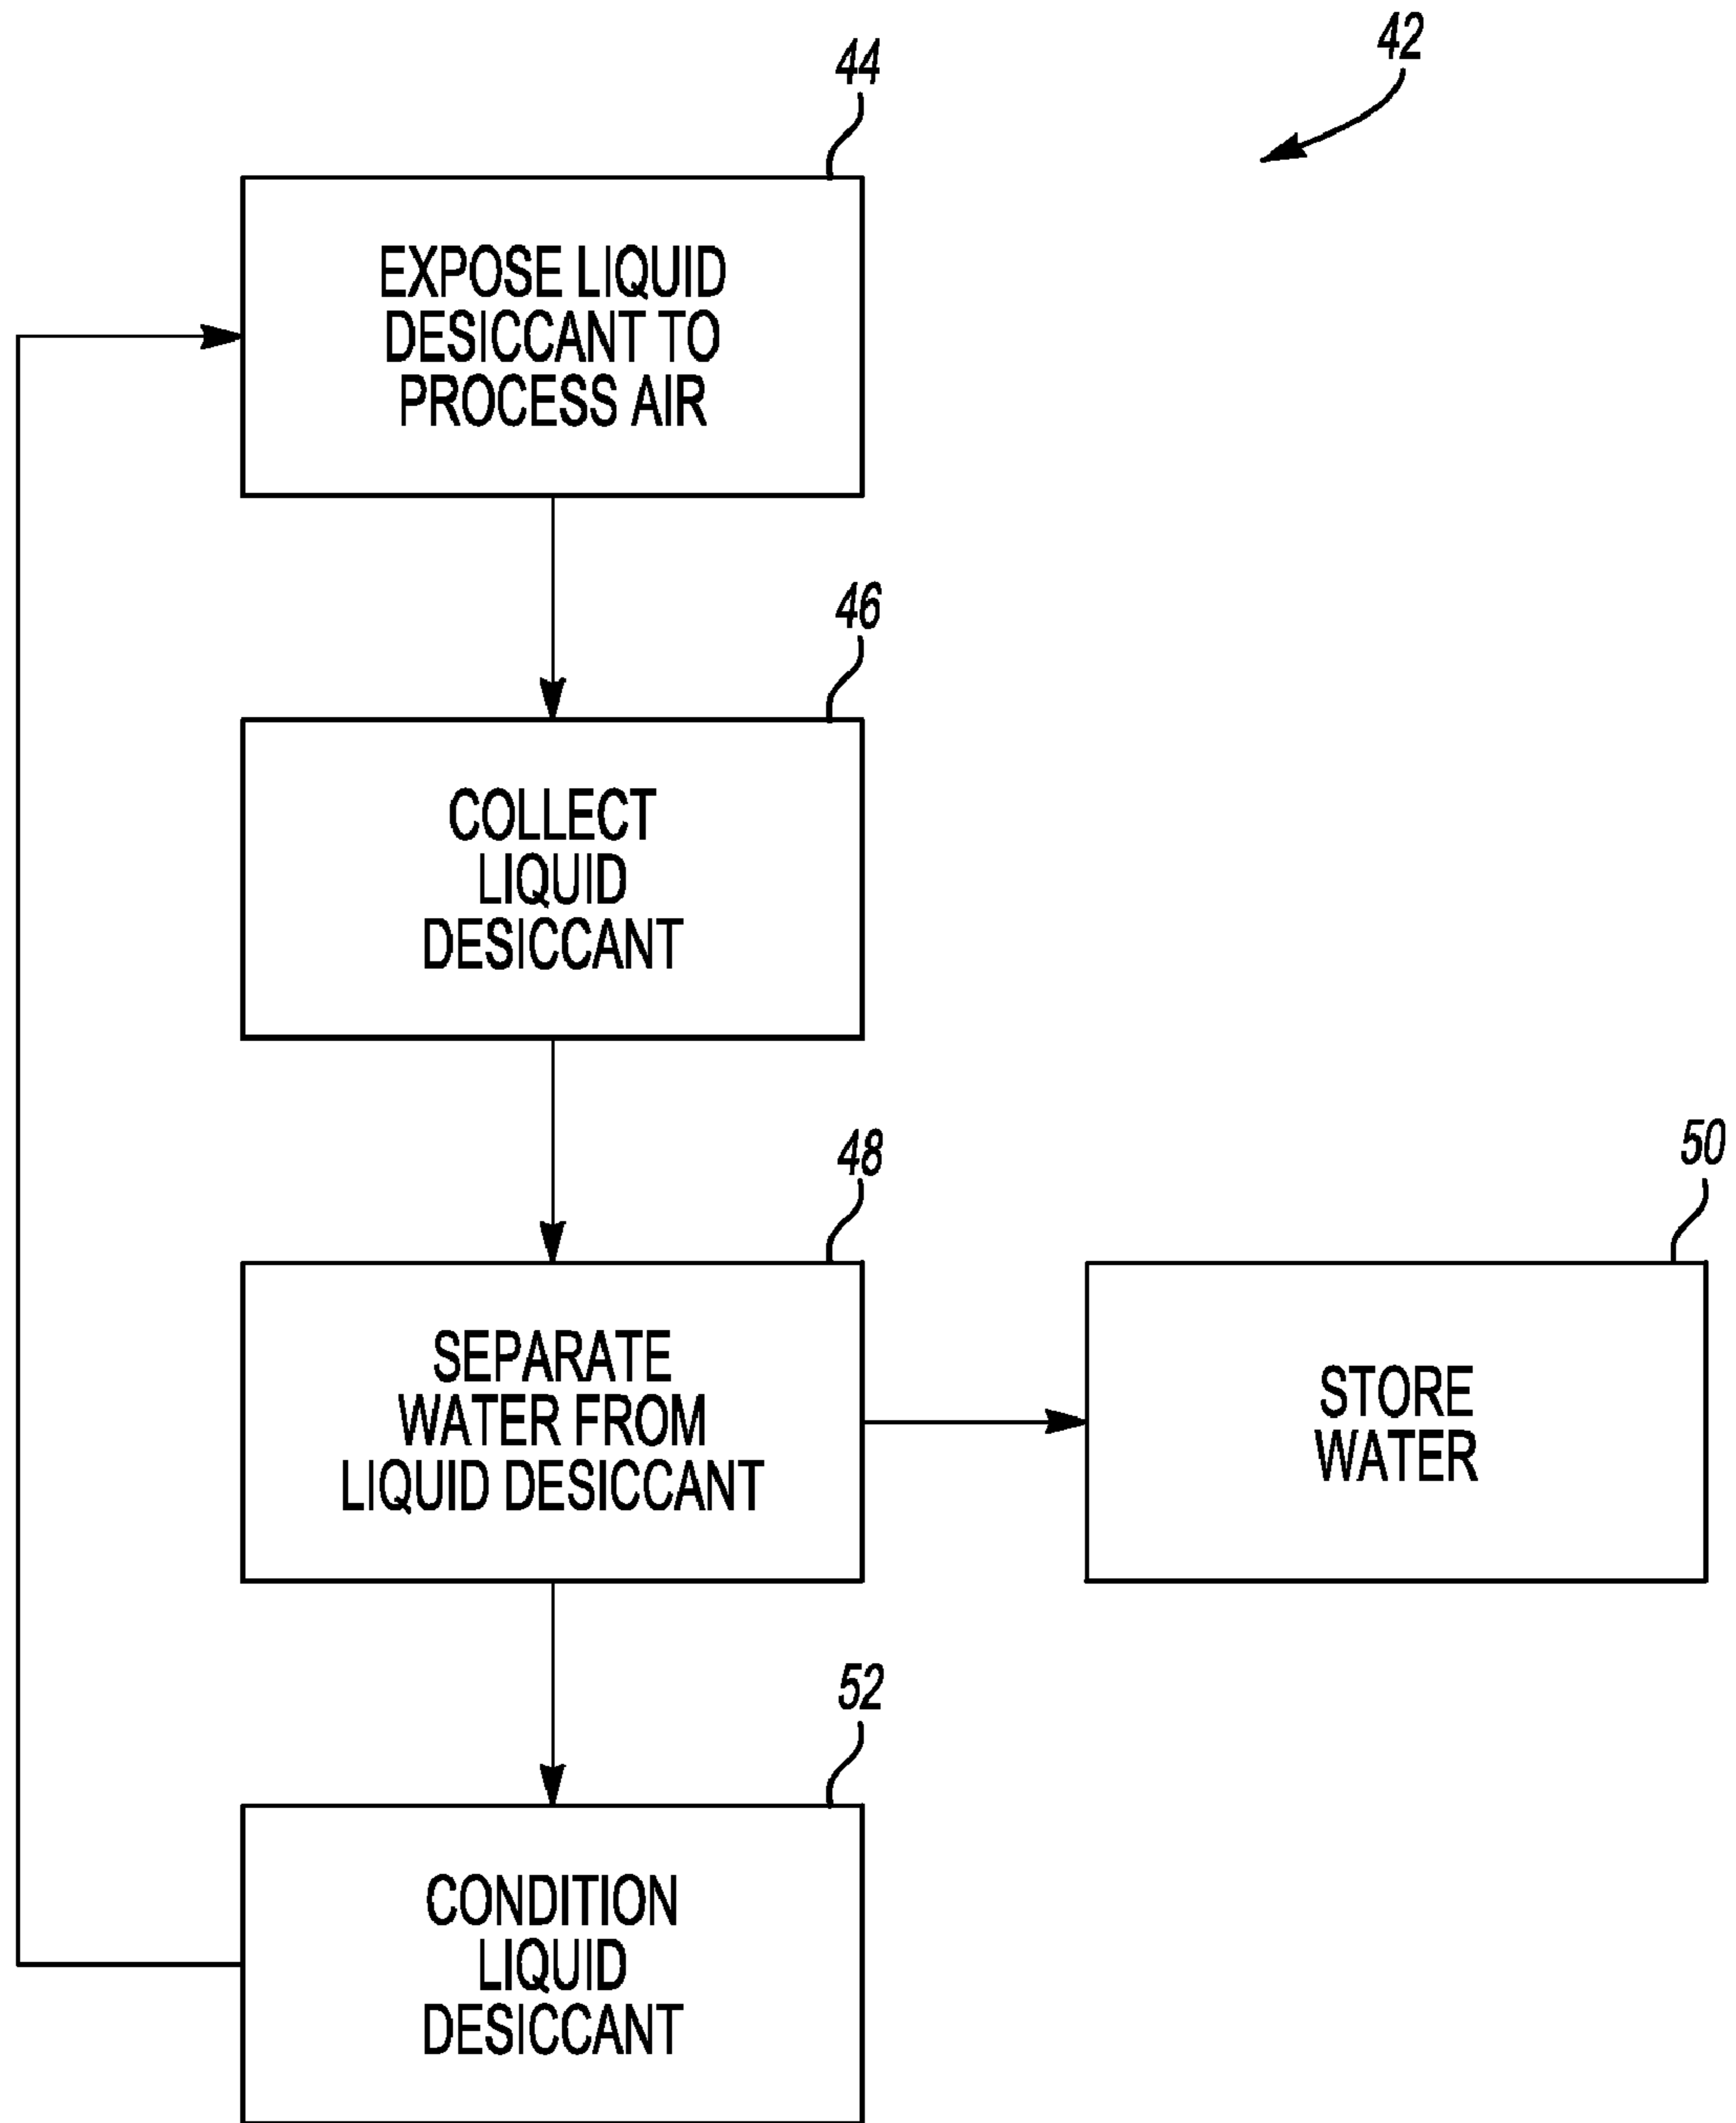 42
44
EXPOSE LIQUID
DESICCANT TO
PROCESS AIR
46
COLLECT
LIQUID
DESICCANT
48
SEPARATE
WATER FROM
LIQUID DESICCANT
50
STORE
WATER
52
CONDITION
LIQUID
DESICCANT